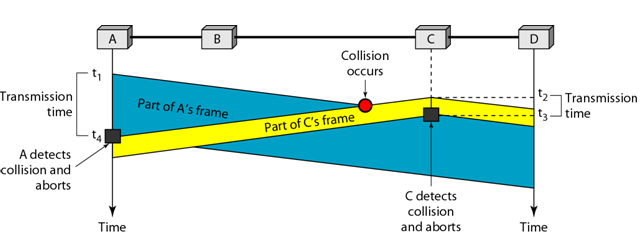 A
B
C
D
Collision
occurs
t1
t2
Transmission
time
Part of A's frame
Part of C's frame
Transmission
time
t3
t4
A detects
collision and
aborts
C detects
collision
and aborts
Time
Time